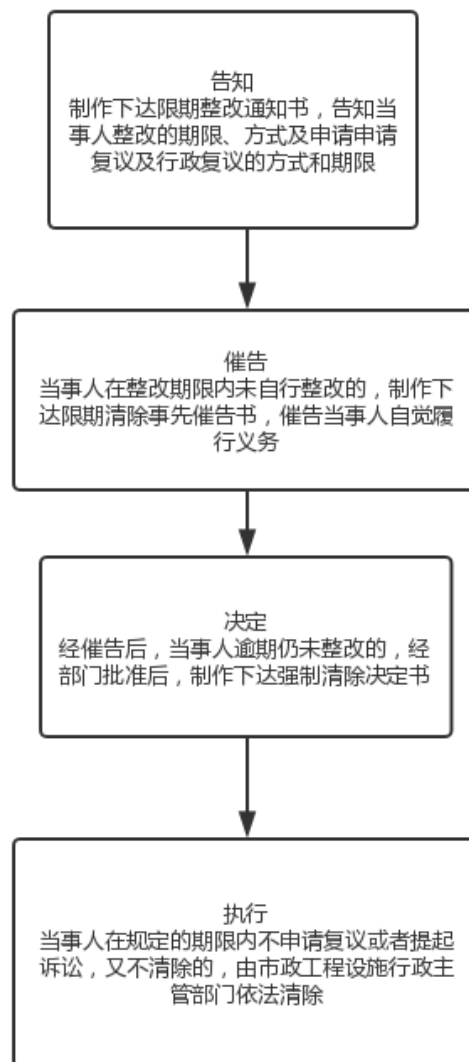 告知
制作下达限期整改通知书，告知当
事人整改的期限、方式及申请申请
复议及行政复议的方式和期限
催告
当事人在整改期限内未自行整改的，制作下
达限期清除事先催告书，催告当事人自觉履
行义务
决定
经催告后，当事人逾期仍未整改的，经
部门批准后，制作下达强制清除决定书
执行
当事人在规定的期限内不申请复议或者提起
诉讼，又不清除的，由市政工程设施行政主
管部门依法清除